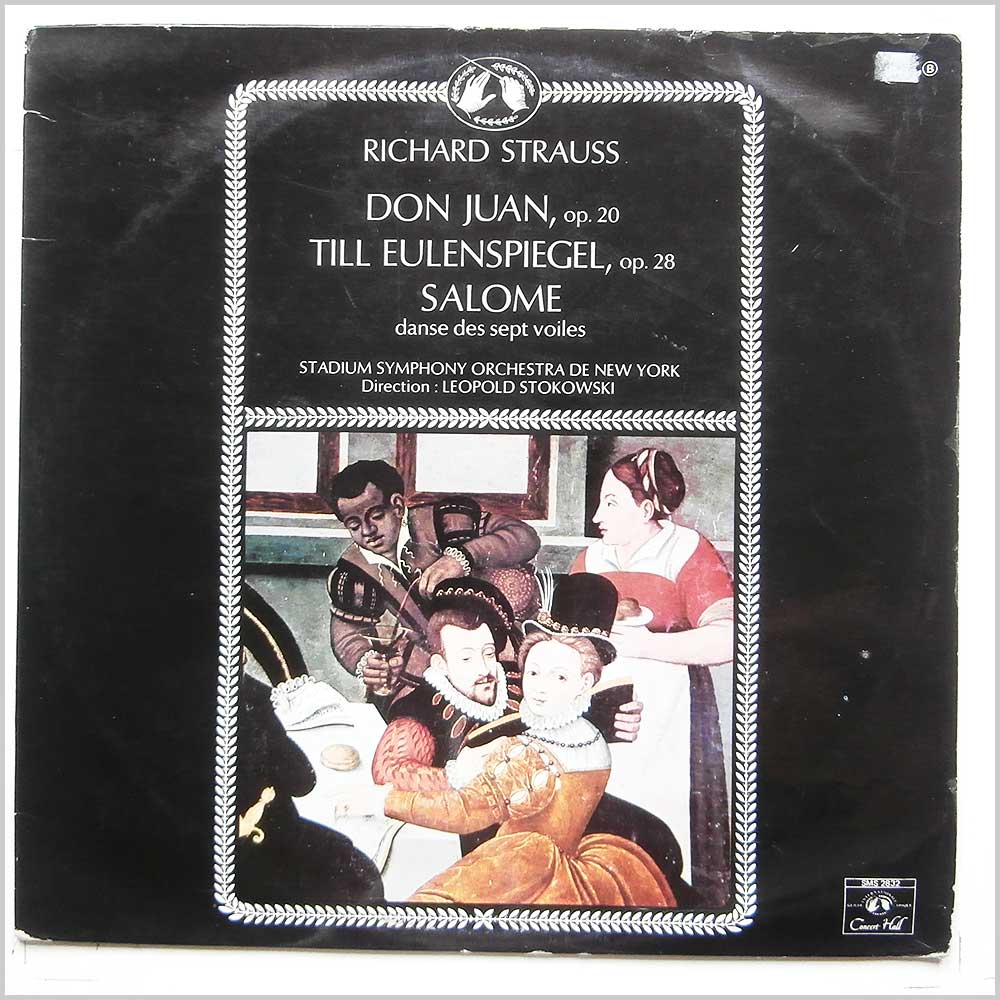 B
RICHARD STRAUSS
DON JUAN, op. 20
TILL EULENSPIEGEL, op. 28
SALOME
danse des sept voiles
STADIUM SYMPHONY ORCHESTRA DE NEW YORK
Direction : LEOPOLD STOKOWSKI
SMS 2832
Concert Hall